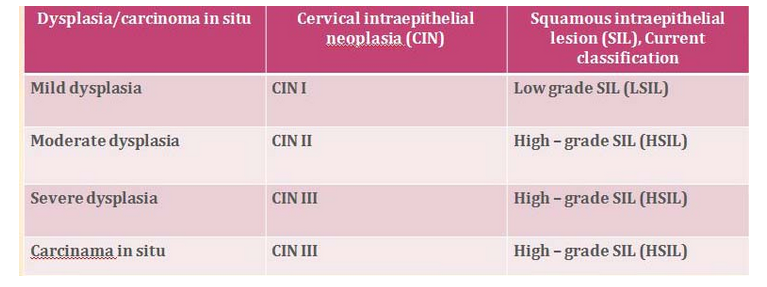 Dysplasia/carcinoma in situ
Cervical intraepithelial
neoplasia (CIN)
Squamous intraepithelial
lesion (SIL), Current
classification
Mild dysplasia
CIN I
Low grade SIL (LSIL)
Moderate dysplasia
CIN II
High – grade SIL (HSIL)
Severe dysplasia
CIN III
High – grade SIL (HSIL)
Carcinama in situ
CIN III
High – grade SIL (HSIL)